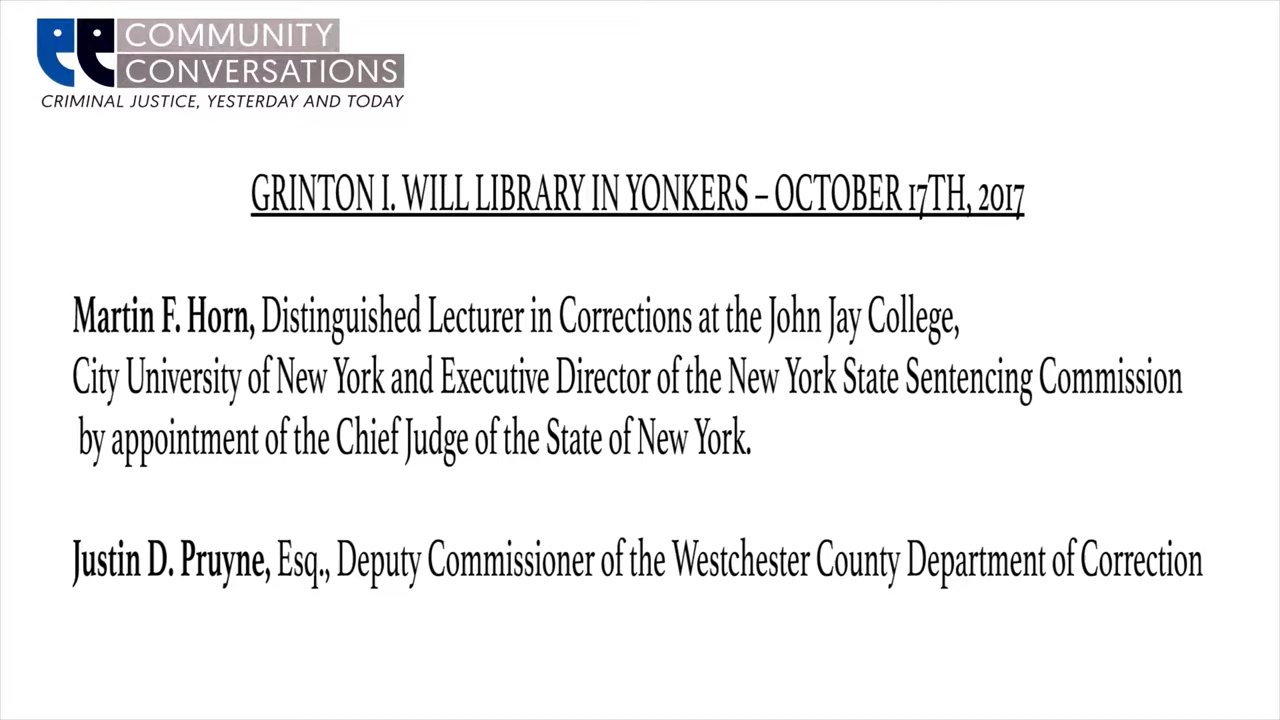 COMMUNITY
CONVERSATIONS
CRIMINAL JUSTICE, YESTERDAY AND TODAY
GRINTON I. WILL LIBRARY IN YONKERS – OCTOBER 17TH, 2017
Martin F. Horn, Distinguished Lecturer in Corrections at the John Jay College,
City University of New York and Executive Director of the New York State Sentencing Commission
by appointment of the Chief Judge of the State of New York.
Justin D. Pruyne, Esq., Deputy Commissioner of the Westchester County Department of Correction